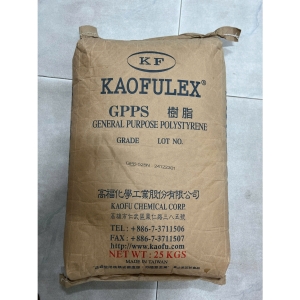 KF
KAOFULEX®
GPPS 樹脂
GENERAL PURPOSE POLYSTYRENE
GRADE LOT NO.
高福化學工業股份有限公司
KAOFU CHEMICAL CORP.
TEL : +886-7-3711506
FAX : +886-7-3711507
http://www.kaofu.com
NET WT: 25 KGS
MADE IN TAIWAN